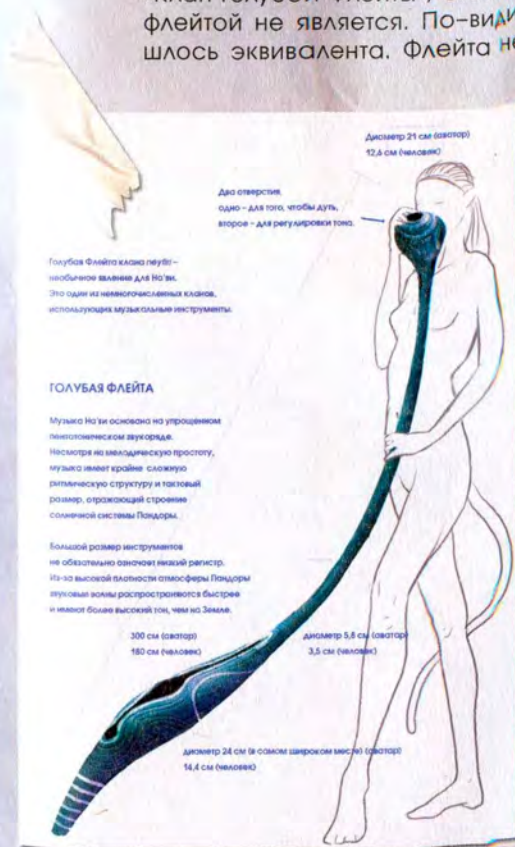 флейтой не является. По-види
шлось эквивалента. Флейта не
Диаметр 21 см (аватар)
12,6 см (человек)
Два отверстия,
одно – для того, чтобы дуть,
второе – для регулировки тона.
Голубая Флейта клана
необычное явление для На'ви.
Это один из немногочисленных кланов,
использующих музыкальные инструменты.
ГОЛУБАЯ ФЛЕЙТА
Музыка На'ви основана на упрощенном
пентатоническом звукоряде.
Несмотря на мелодическую простоту,
музыка имеет крайне сложную
ритмическую структуру и тактовый
размер, отражающий строение
солнечной системы Пандоры.
Большой размер инструментов
не обязательно означает низкий регистр.
Из-за высокой плотности атмосферы Пандоры
звуковые волны распространяются быстрее
и имеют более высокий тон, чем на Земле.
300 см (аватар)
180 см (человек)
диаметр 5,8 см (аватар)
3,5 см (человек)
диаметр 24 см (в самом широком месте) (аватар)
14,4 см (человек)